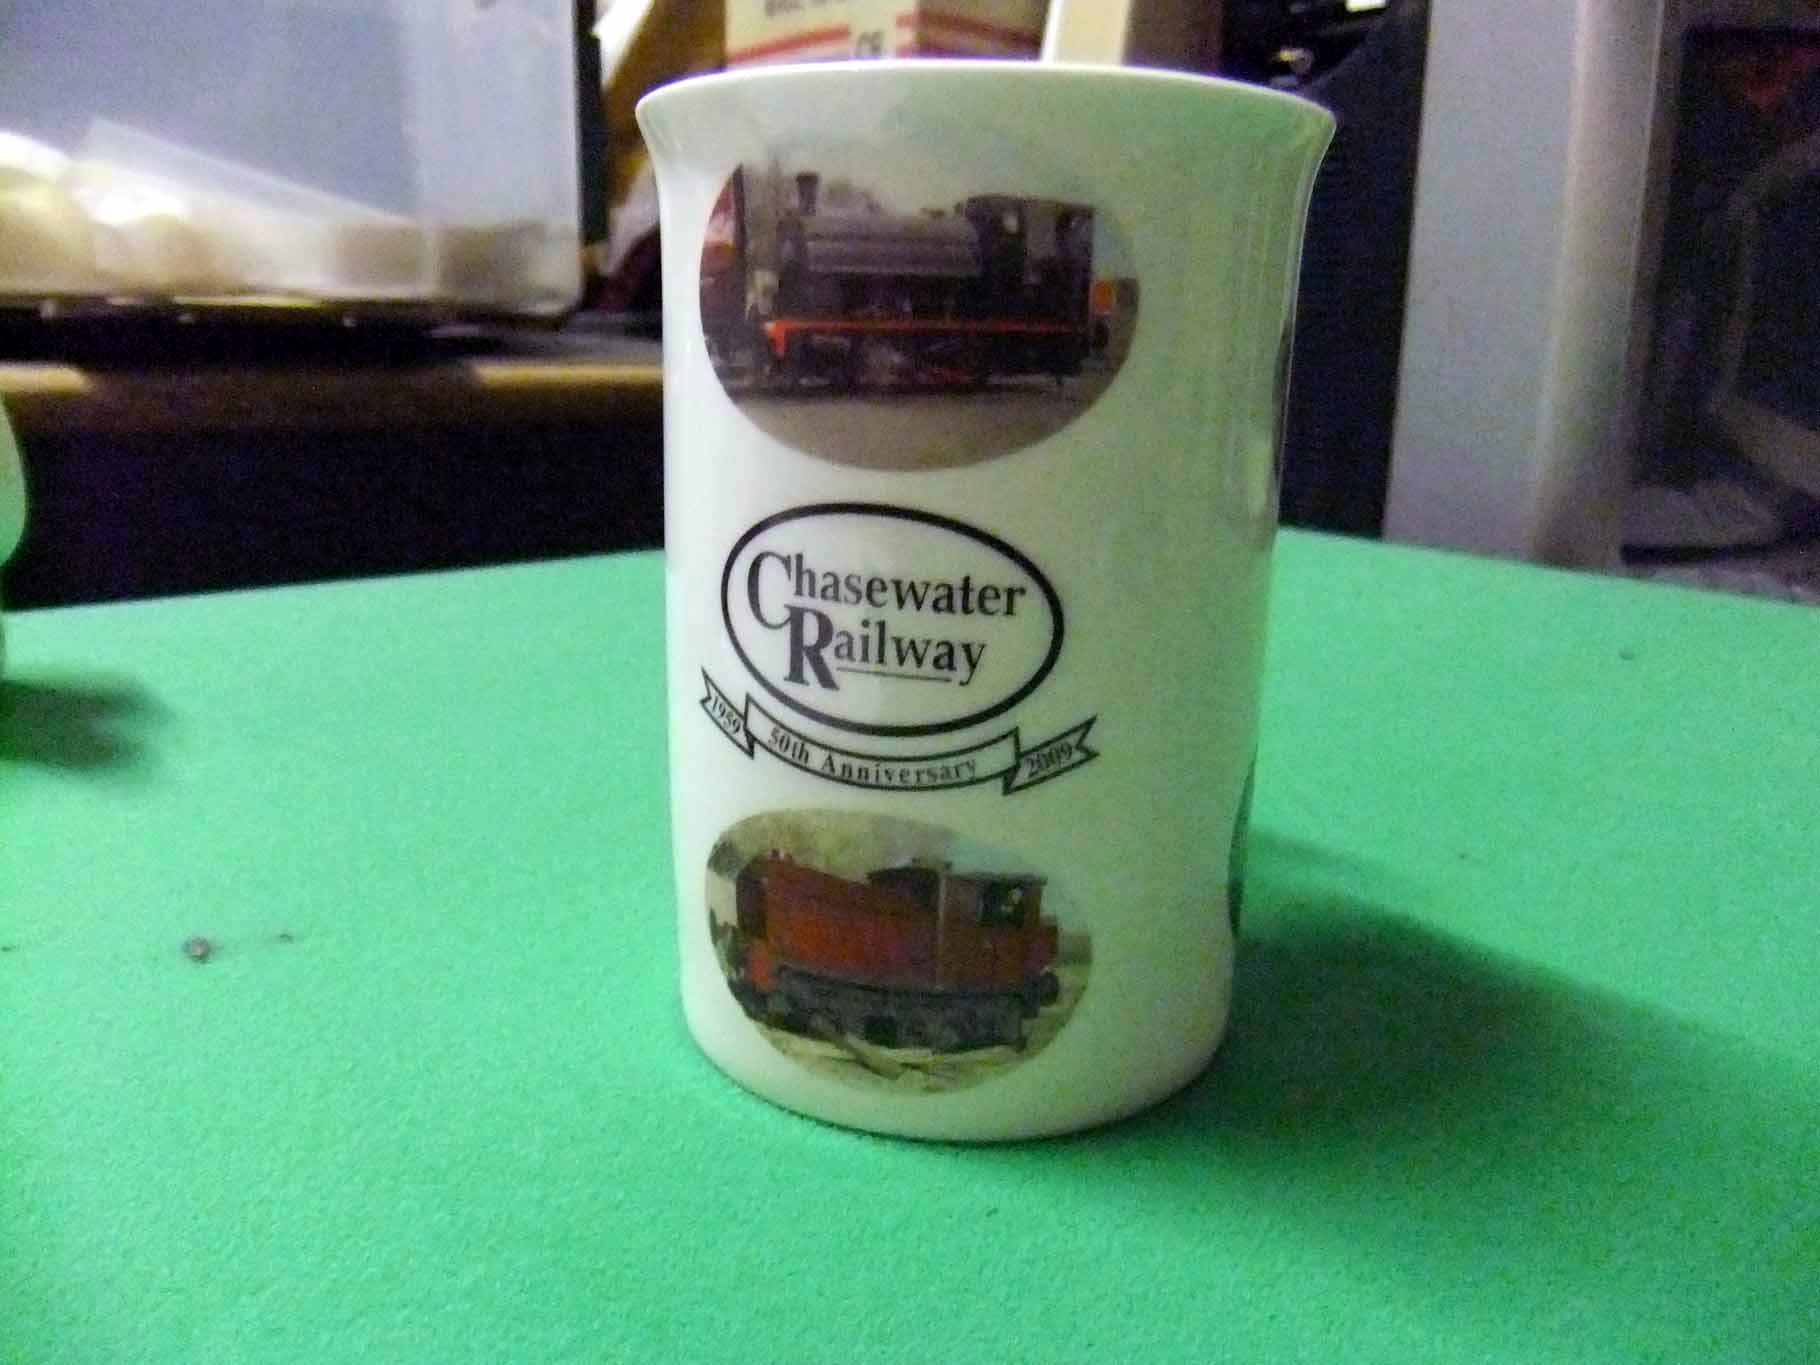 Chasewater
Railway
1959
50th Anniversary
2009